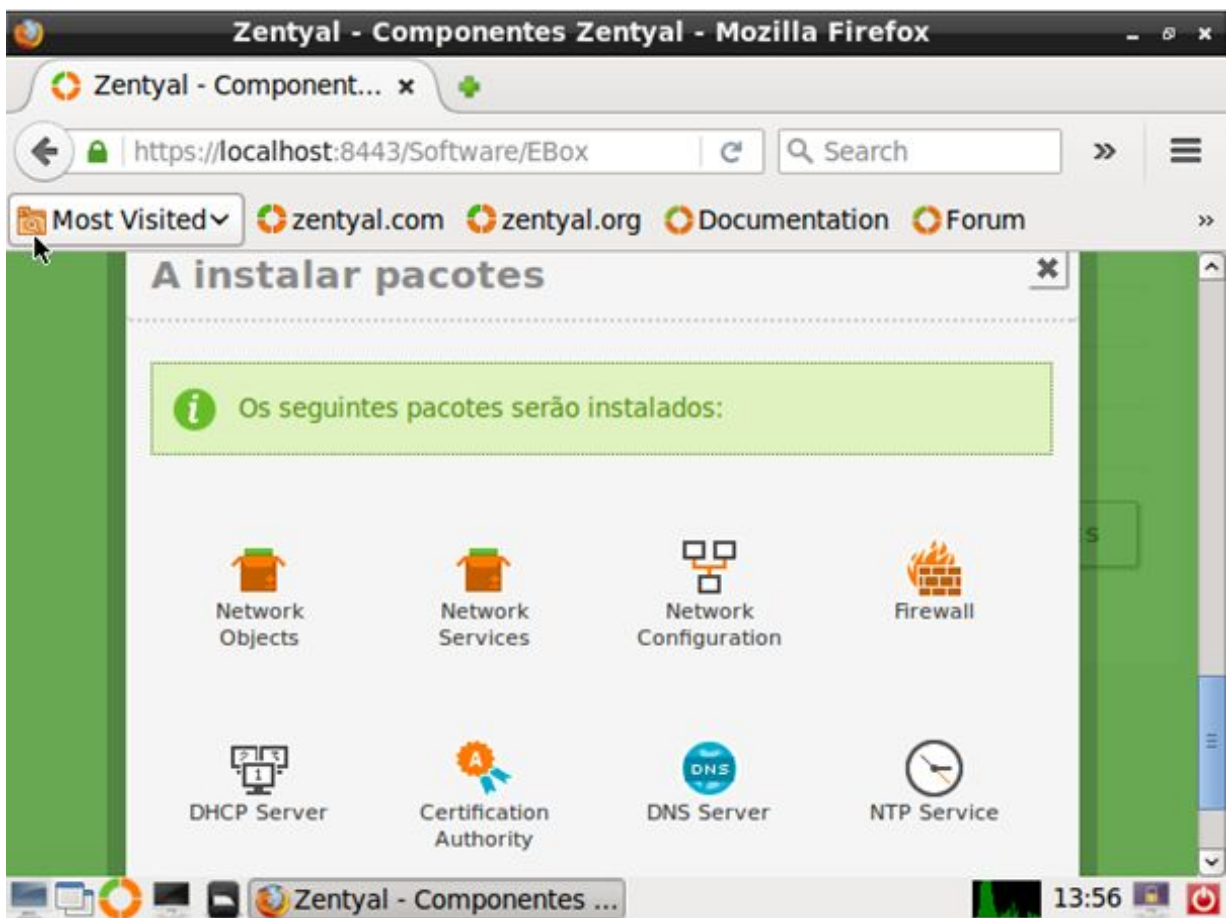 Zentyal - Componentes Zentyal - Mozilla Firefox
Zentyal - Component...
https://localhost:8443/Software/EBox
Search
Most Visited
zentyal.com
zentyal.org
Documentation
Forum
A instalar pacotes
Os seguintes pacotes serão instalados:
s
Network
Objects
Network
Services
Network
Configuration
Firewall
DHCP Server
1
Certification
Authority
A
DNS
DNS Server
NTP Service
Zentyal - Componentes ...
13:56